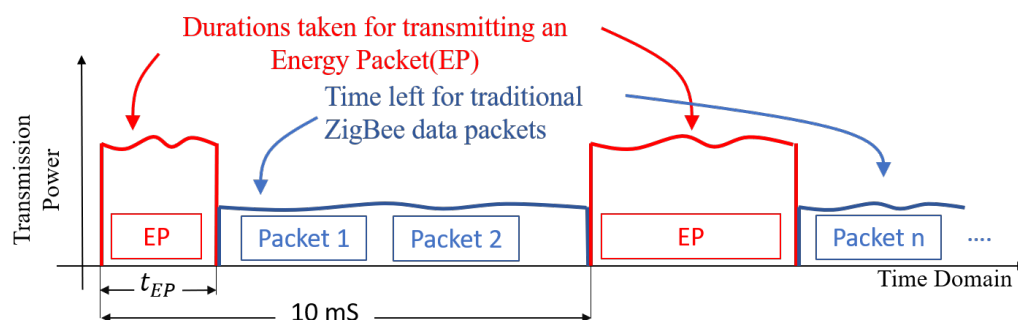 Durations taken for transmitting an
Energy Packet(EP)
Time left for traditional
ZigBee data packets
Transmission
Power
EP
Packet 1
Packet 2
EP
Packet n
....
Time Domain
t_EP
10 mS